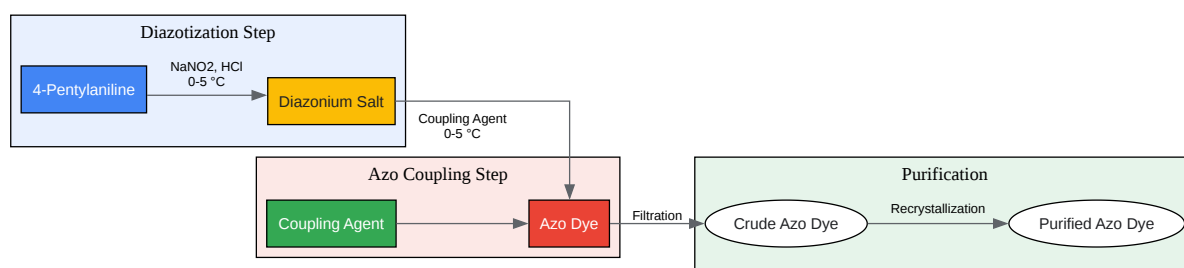 Diazotization Step
4-Pentylaniline
NaNO2, HCl
0-5 °C
Diazonium Salt
Coupling Agent
0-5 °C
Azo Coupling Step
Coupling Agent
Azo Dye
Filtration
Purification
Crude Azo Dye
Recrystallization
Purified Azo Dye